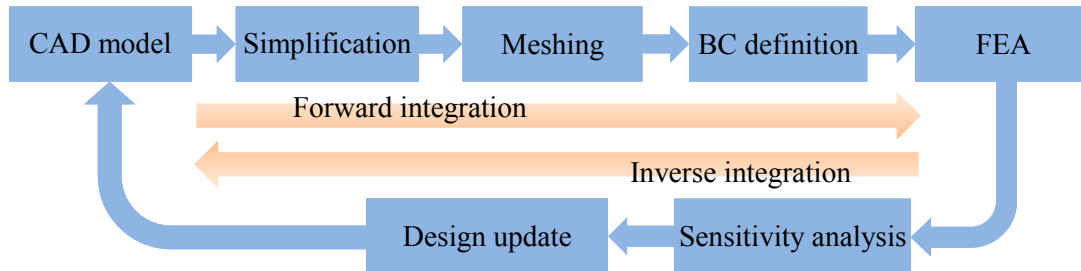 CAD model
Simplification
Meshing
BC definition
FEA
Forward integration
Inverse integration
Design update
Sensitivity analysis